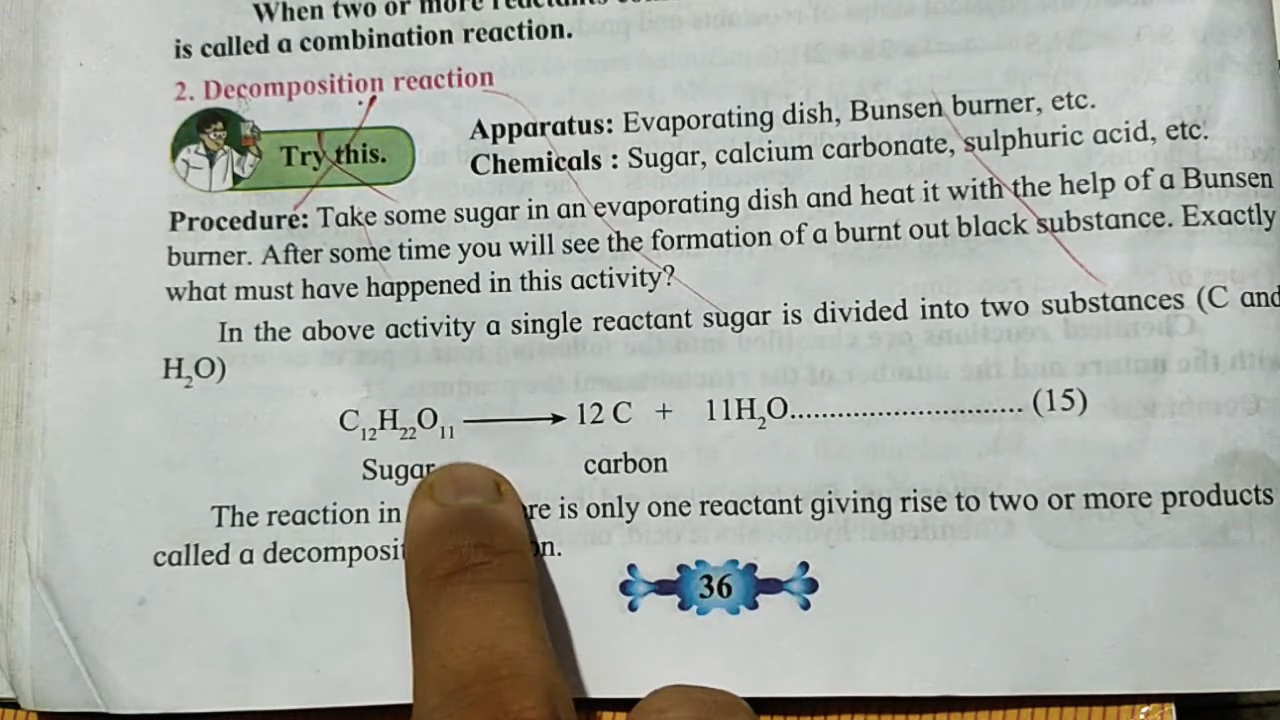 When two or more
is called a combination reaction.
2. Decomposition reaction
Try this.
Apparatus: Evaporating dish, Bunsen burner, etc.
Chemicals : Sugar, calcium carbonate, sulphuric acid, etc.
Procedure: Take some sugar in an evaporating dish and heat it with the help of a Bunsen
burner. After some time you will see the formation of a burnt out black substance. Exactly
what must have happened in this activity?
In the above activity a single reactant sugar is divided into two substances (C and
H₂O)
C₁₂H₂₂O₁₁ ⟶ 12 C + 11H₂O............................. (15)
Sugar carbon
The reaction in is only one reactant giving rise to two or more products
called a
36